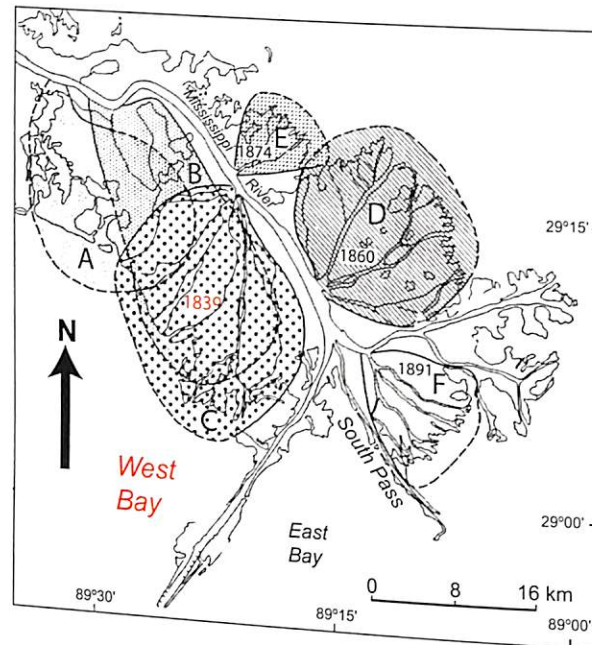 Mississippi
River
E
1874
B
D
29°15'
1860
A
1839
N
1891
F
C
West
Bay
South Pass
East
Bay
29°00'
0 8 16 km
89°30'
89°15'
89°00'